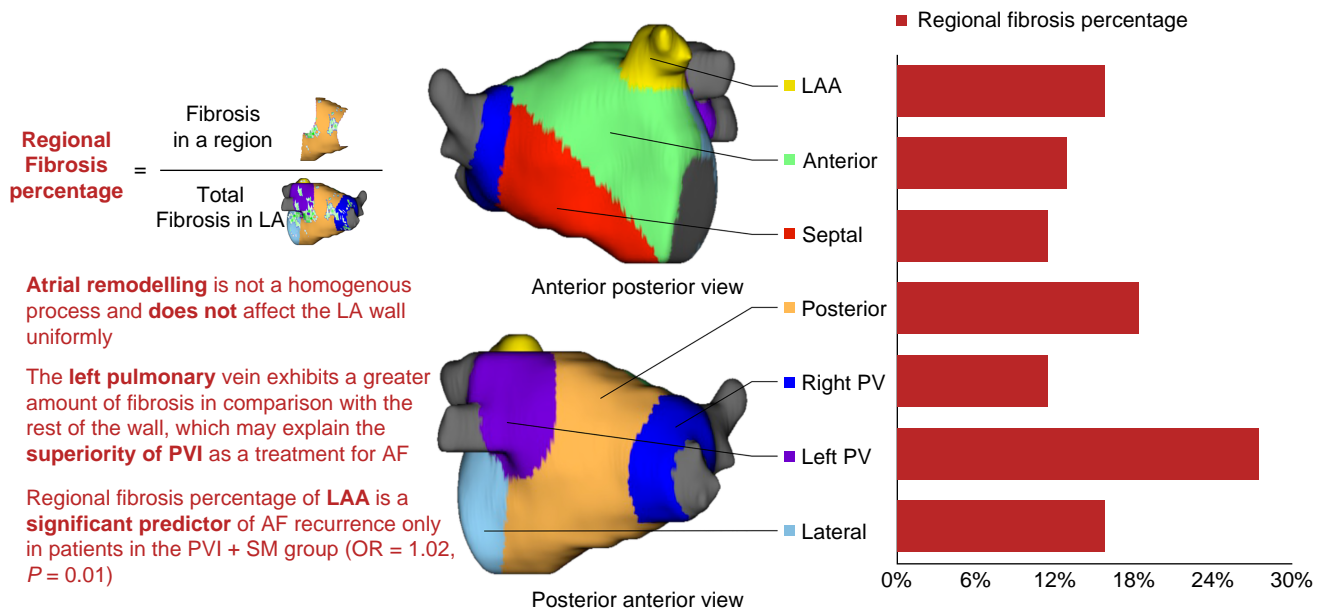 Regional
Fibrosis
percentage
=
Fibrosis
in a region
Total
Fibrosis in LA
Atrial remodelling is not a homogenous
process and does not affect the LA wall
uniformly
The left pulmonary vein exhibits a greater
amount of fibrosis in comparison with the
rest of the wall, which may explain the
superiority of PVI as a treatment for AF
Regional fibrosis percentage of LAA is a
significant predictor of AF recurrence only
in patients in the PVI + SM group (OR = 1.02,
P = 0.01)
Anterior posterior view
Posterior anterior view
LAA
Anterior
Septal
Posterior
Right PV
Left PV
Lateral
Regional fibrosis percentage
0% 6% 12% 18% 24% 30%